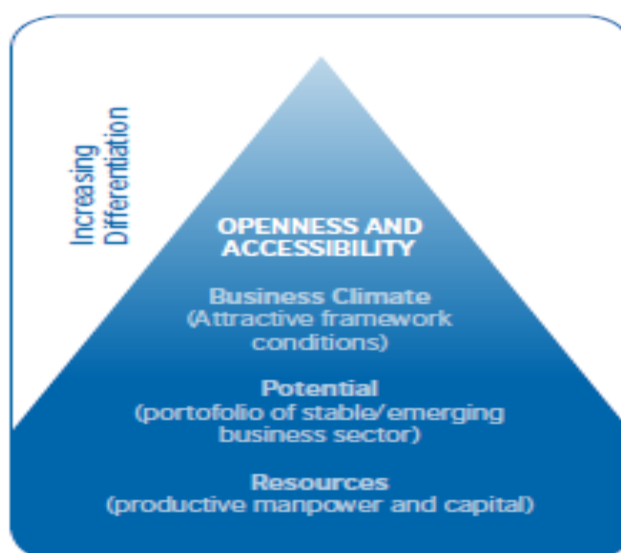 Increasing
Differentiation
OPENNESS AND
ACCESSIBILITY
Business Climate
(Attractive framework
conditions)
Potential
(portofolio of stable/emerging
business sector)
Resources
(productive manpower and capital)